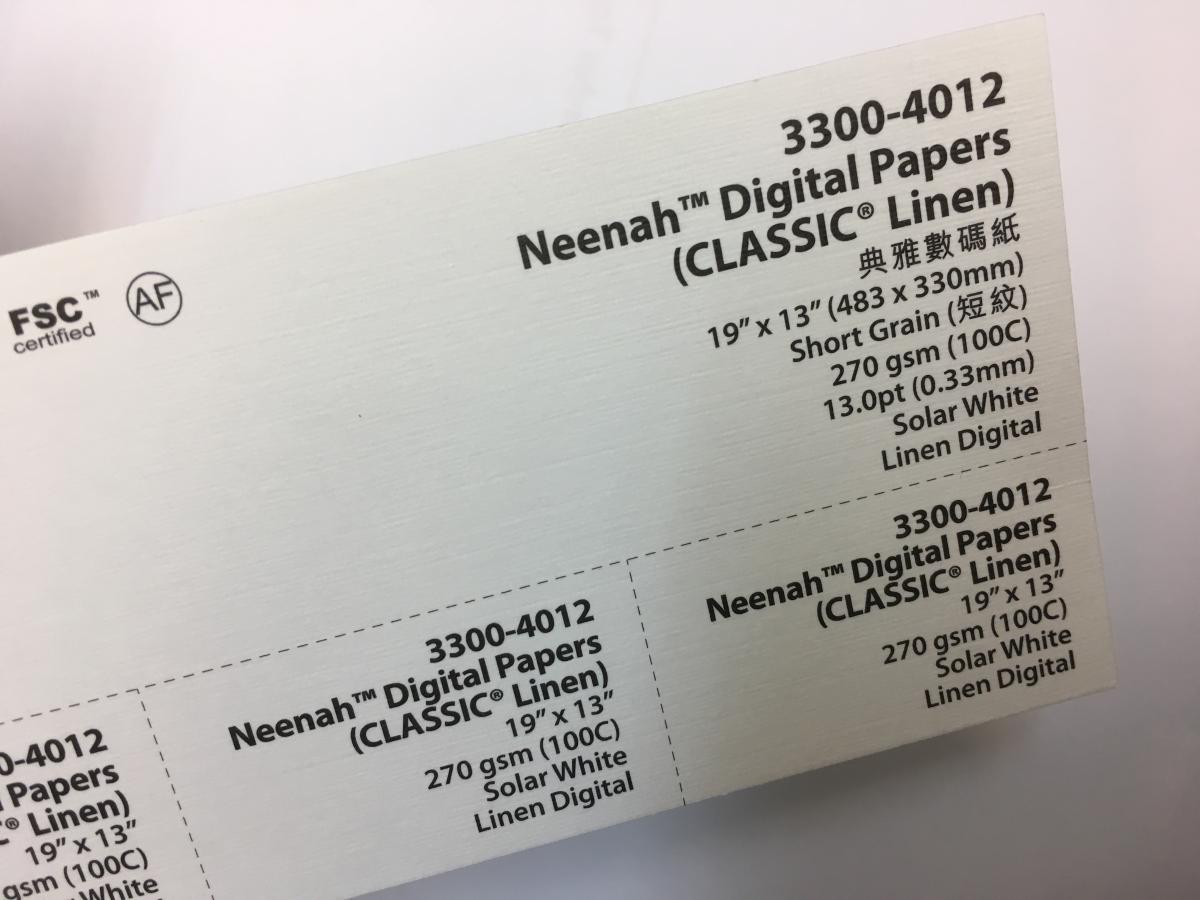 3300-4012
Neenah™ Digital Papers
(CLASSIC® Linen)
典雅數碼紙
19” x 13” (483 x 330mm)
Short Grain (短紋)
270 gsm (100C)
13.0pt (0.33mm)
Solar White
Linen Digital
FSC™
certified
AF
3300-4012
Neenah™ Digital Papers
(CLASSIC® Linen)
19” x 13”
270 gsm (100C)
Solar White
Linen Digital
3300-4012
Neenah™ Digital Papers
(CLASSIC® Linen)
19” x 13”
270 gsm (100C)
Solar White
Linen Digital
0-4012
Papers
® Linen)
19” x 13”
gsm (100C)
White